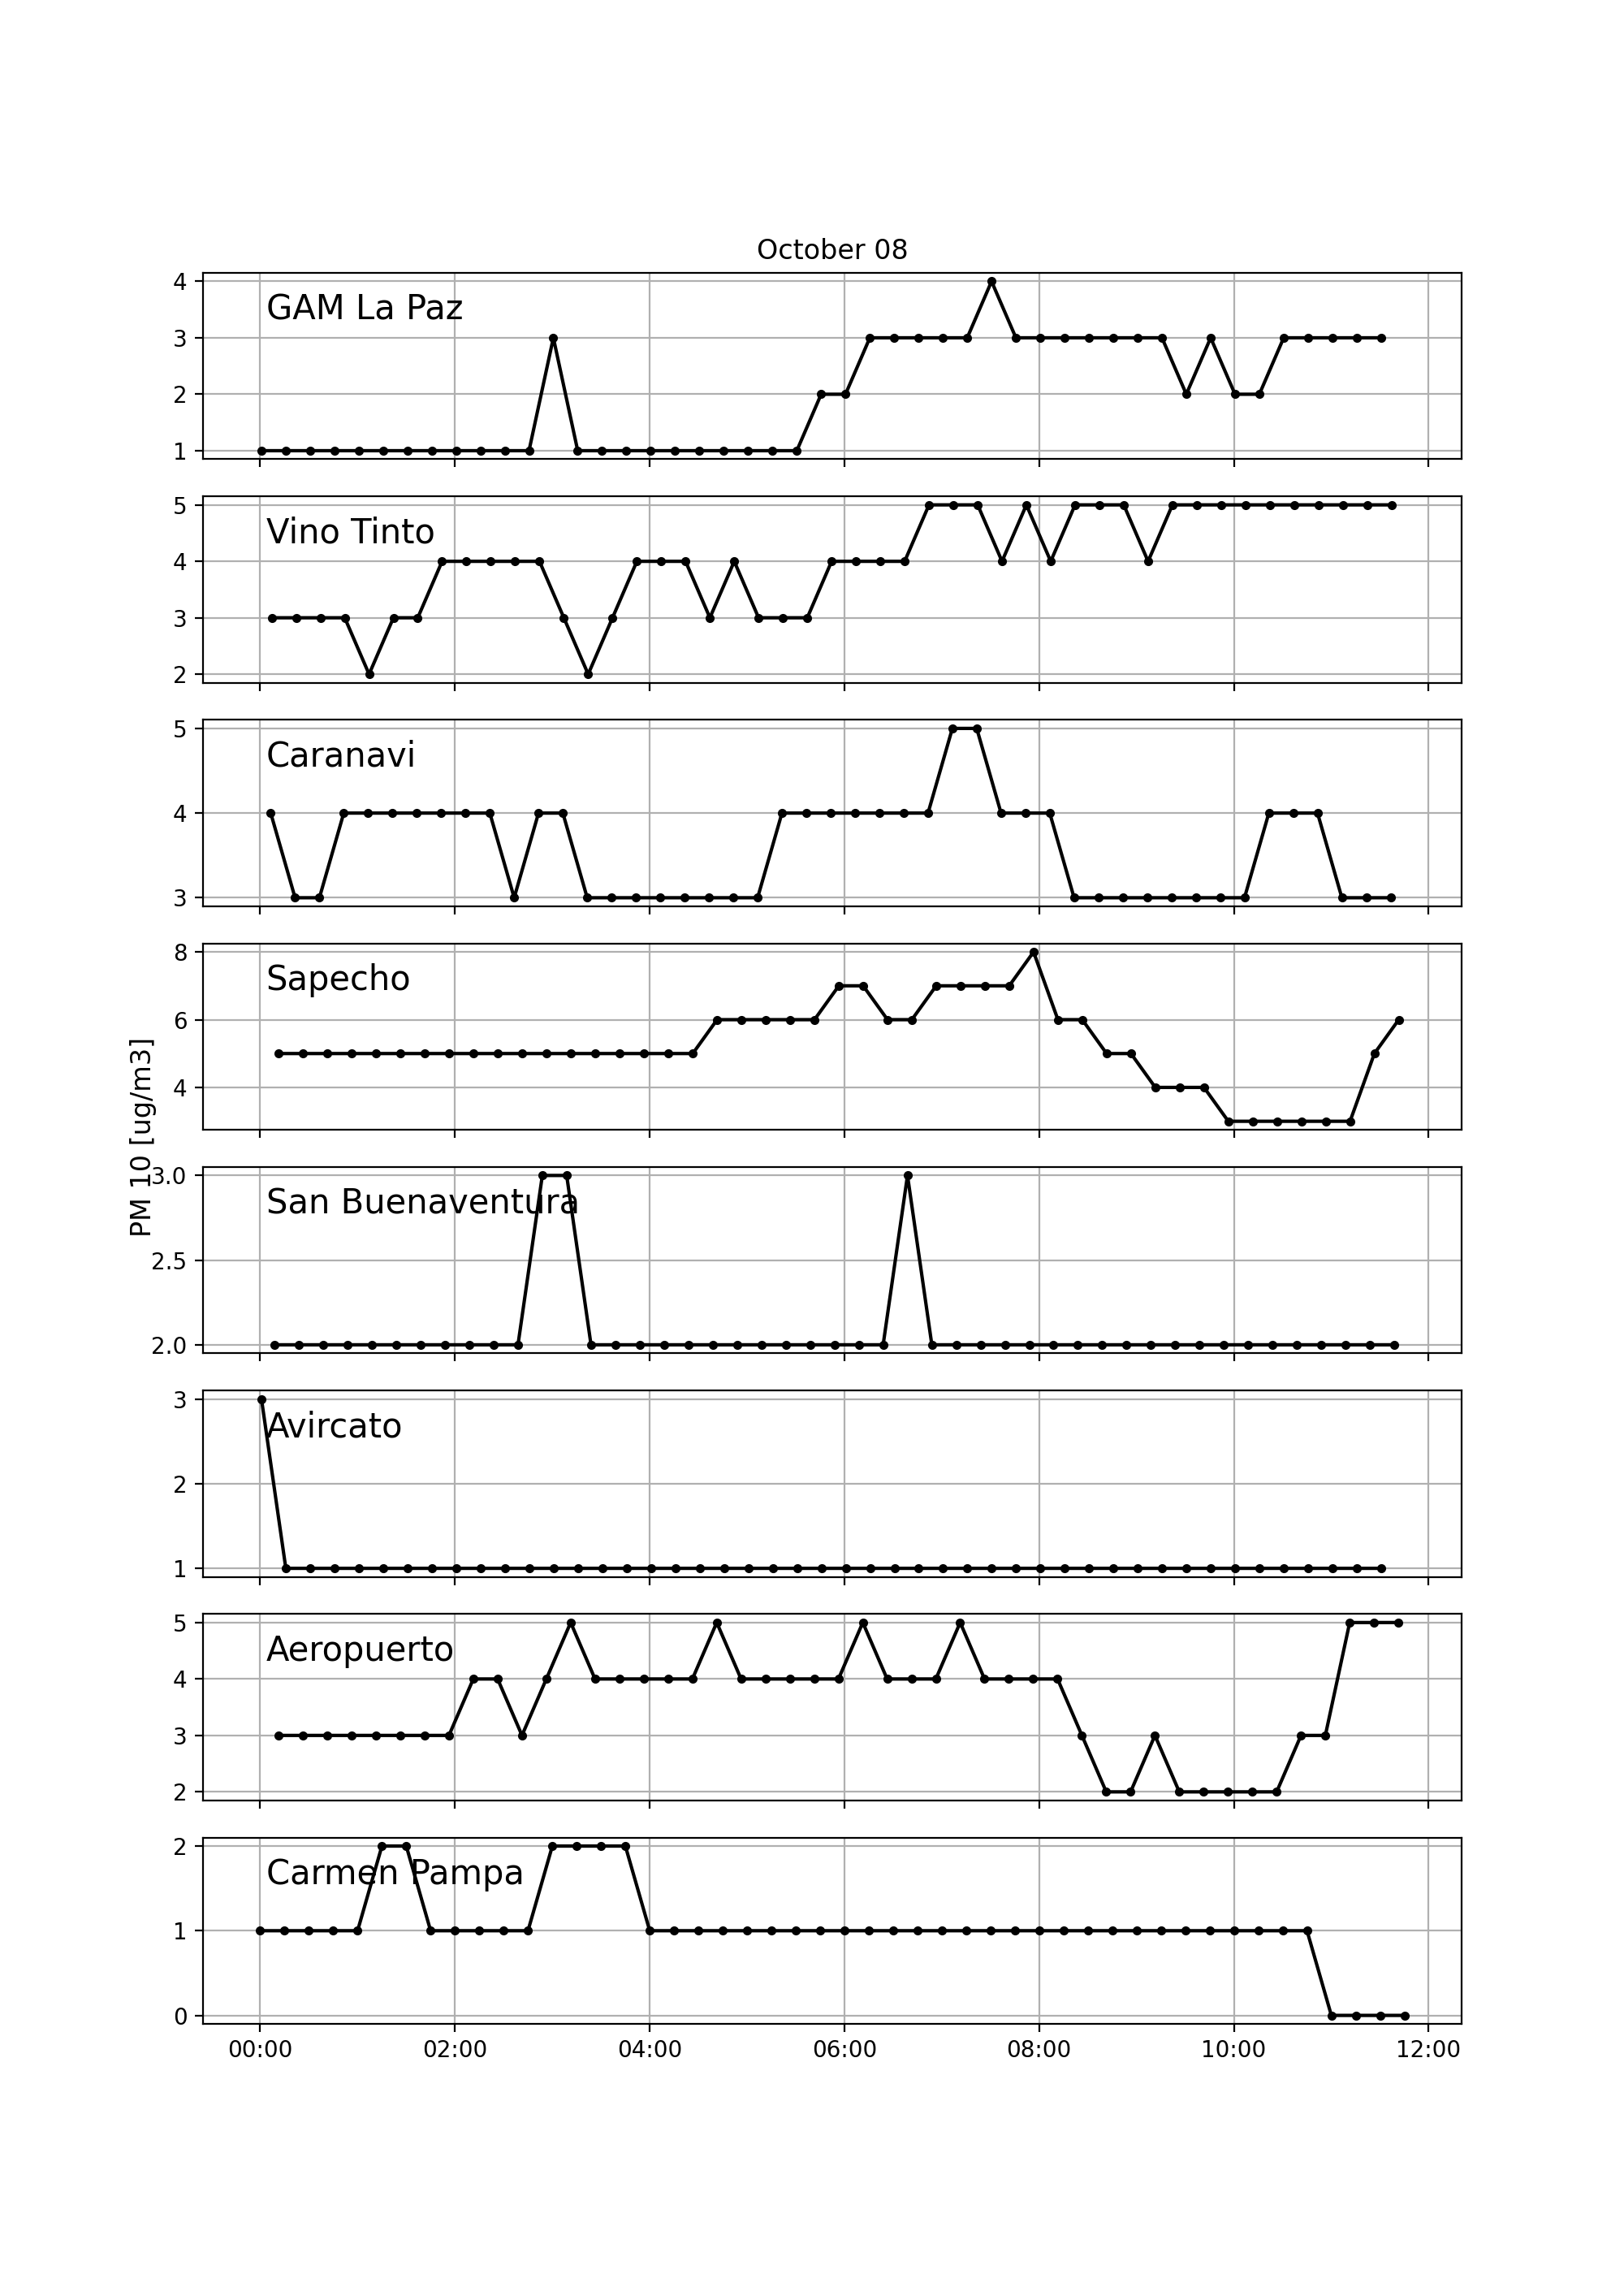 October 08
4
GAM La Paz
3
2
1
5
Vino Tinto
4
3
2
5
Caranavi
4
3
8
Sapecho
6
4
PM 10 [ug/m3]
3.0
San Buenaventura
2.5
2.0
3
Avircato
2
1
5
Aeropuerto
4
3
2
2
Carmen Pampa
1
0
00:00 02:00 04:00 06:00 08:00 10:00 12:00